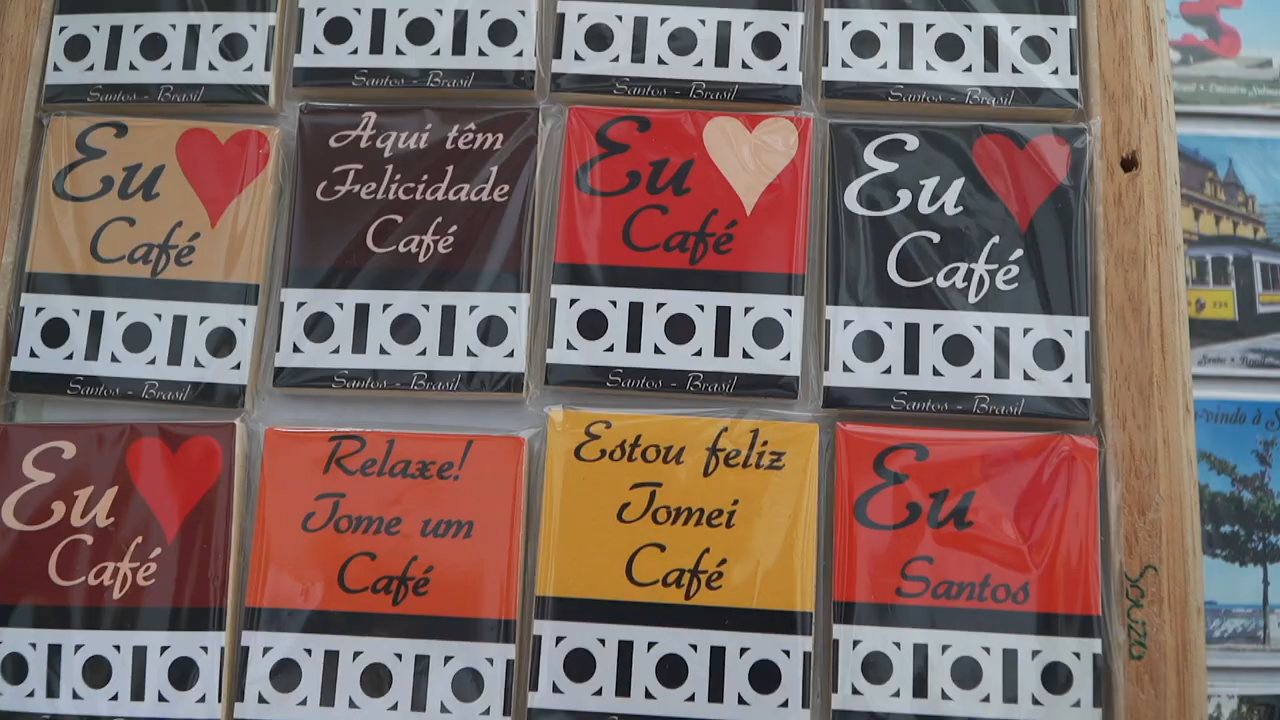 Santos - Brasil
Santos - Brasil
Santos - Brasil
Santos - Brasil
Eu
Café
Santos - Brasil
Aqui têm
Felicidade
Café
Santos - Brasil
Eu
Café
Santos - Brasil
Eu
Café
Santos - Brasil
Eu
Café
Relaxe!
Tome um
Café
Estou feliz
Tomei
Café
Eu
Santos